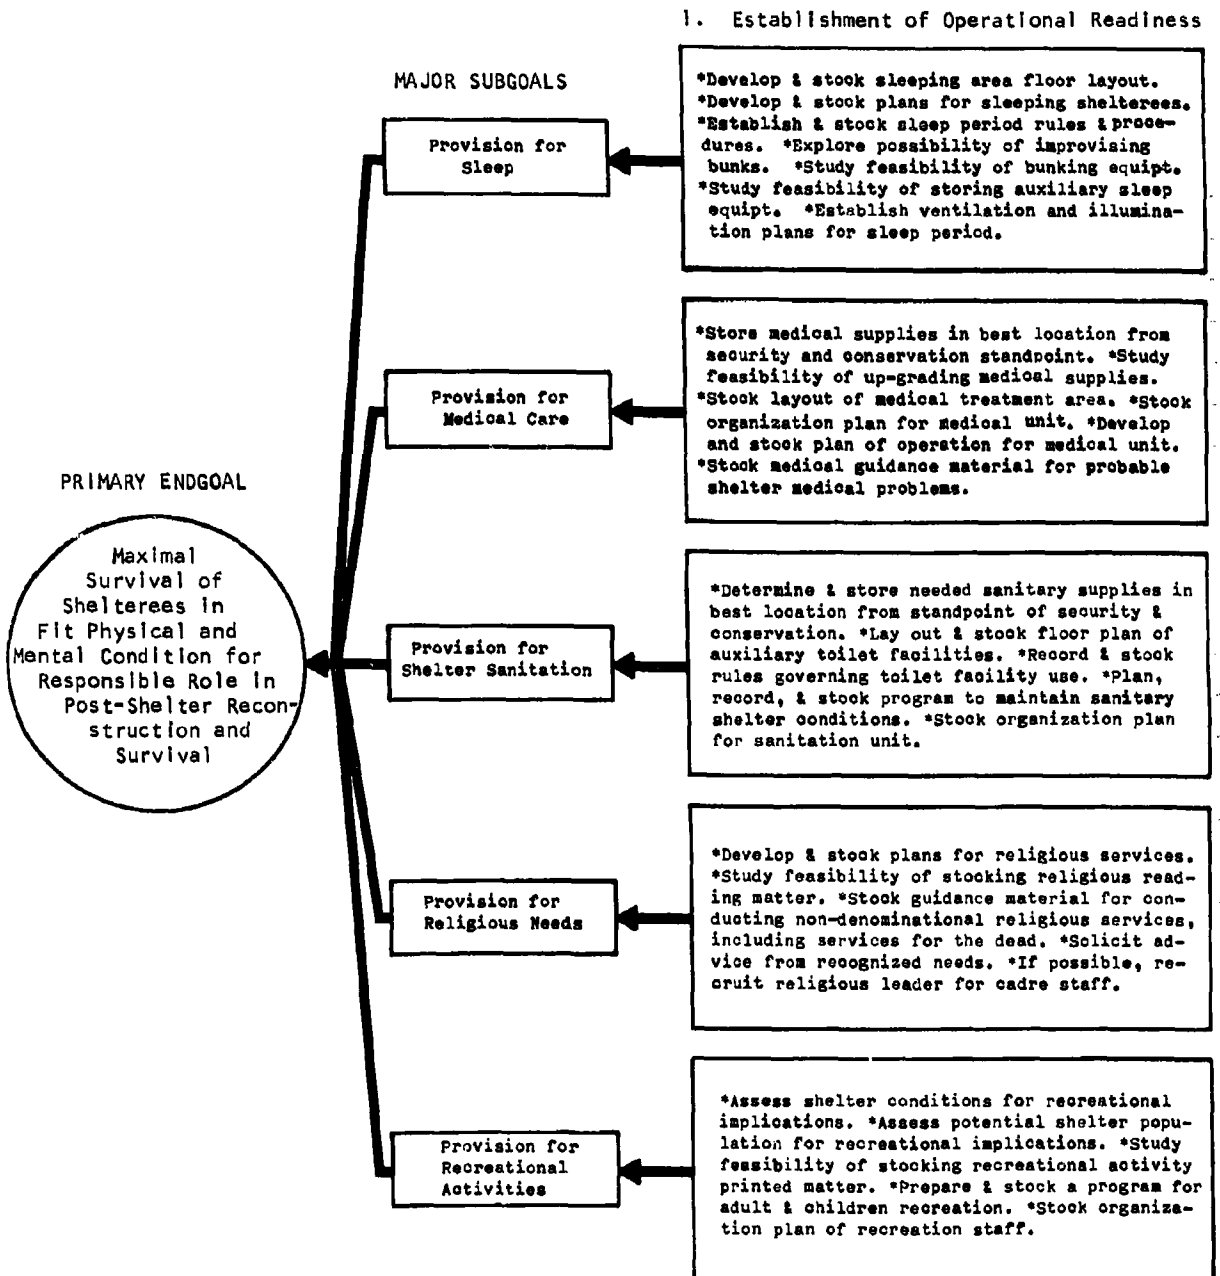 1. Establishment of Operational Readiness
MAJOR SUBGOALS
Provision for
Sleep
*Develop & stock sleeping area floor layout.
*Develop & stock plans for sleeping shelterees.
*Establish & stock sleep period rules & proce-
dures. *Explore possibility of improvising
bunks. *Study feasibility of bunking equipt.
*Study feasibility of storing auxiliary sleep
equipt. *Establish ventilation and illumina-
tion plans for sleep period.
Provision for
Medical Care
*Store medical supplies in best location from
security and conservation standpoint. *Study
feasibility of up-grading medical supplies.
*Stock layout of medical treatment area. *Stock
organization plan for medical unit. *Develop
and stock plan of operation for medical unit.
*Stock medical guidance material for probable
shelter medical problems.
PRIMARY ENDGOAL
Maximal
Survival of
Shelterees in
Fit Physical and
Mental Condition for
Responsible Role in
Post-Shelter Recon-
struction and
Survival
Provision for
Shelter Sanitation
*Determine & store needed sanitary supplies in
best location from standpoint of security &
conservation. *Lay out & stock floor plan of
auxiliary toilet facilities. *Record & stock
rules governing toilet facility use. *Plan,
record, & stock program to maintain sanitary
shelter conditions. *Stock organization plan
for sanitation unit.
Provision for
Religious Needs
*Develop & stock plans for religious services.
*Study feasibility of stocking religious read-
ing matter. *Stock guidance material for con-
ducting non-denominational religious services,
including services for the dead. *Solicit ad-
vice from recognized needs. *If possible, re-
cruit religious leader for cadre staff.
Provision for
Recreational
Activities
*Assess shelter conditions for recreational
implications. *Assess potential shelter popu-
lation for recreational implications. *Study
feasibility of stocking recreational activity
printed matter. *Prepare & stock a program for
adult & children recreation. *Stock organiza-
tion plan of recreation staff.